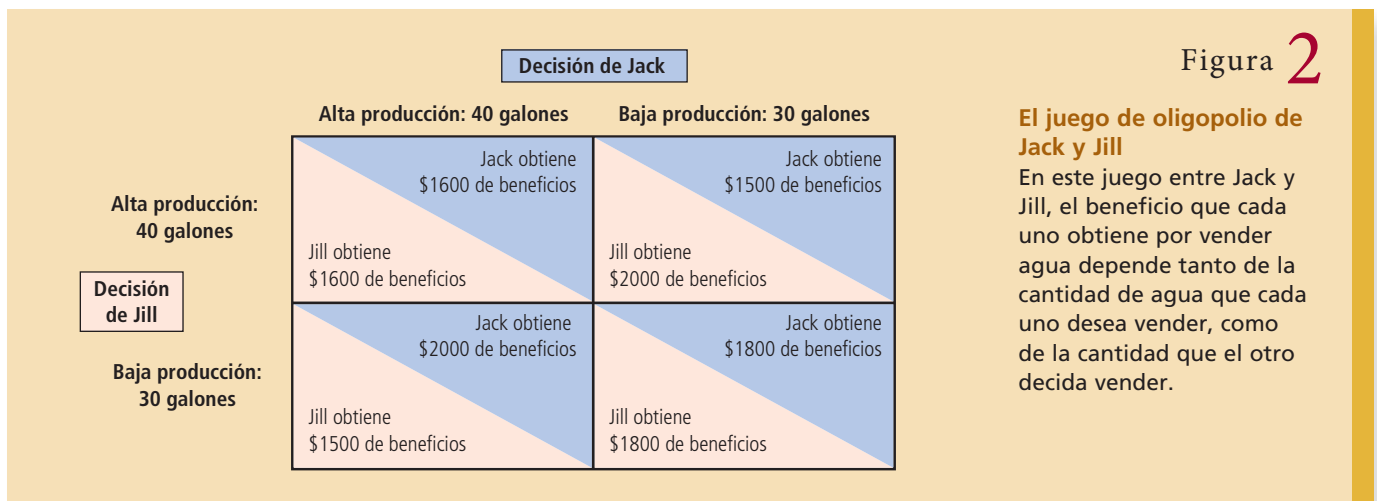 Decisión de Jack
Alta producción: 40 galones
Baja producción: 30 galones
Alta producción:
40 galones
Jack obtiene
$1600 de beneficios
Jill obtiene
$1600 de beneficios
Jack obtiene
$1500 de beneficios
Jill obtiene
$2000 de beneficios
Decisión
de Jill
Baja producción:
30 galones
Jack obtiene
$2000 de beneficios
Jill obtiene
$1500 de beneficios
Jack obtiene
$1800 de beneficios
Jill obtiene
$1800 de beneficios
Figura 2
El juego de oligopolio de
Jack y Jill
En este juego entre Jack y
Jill, el beneficio que cada
uno obtiene por vender
agua depende tanto de la
cantidad de agua que cada
uno desea vender, como
de la cantidad que el otro
decida vender.